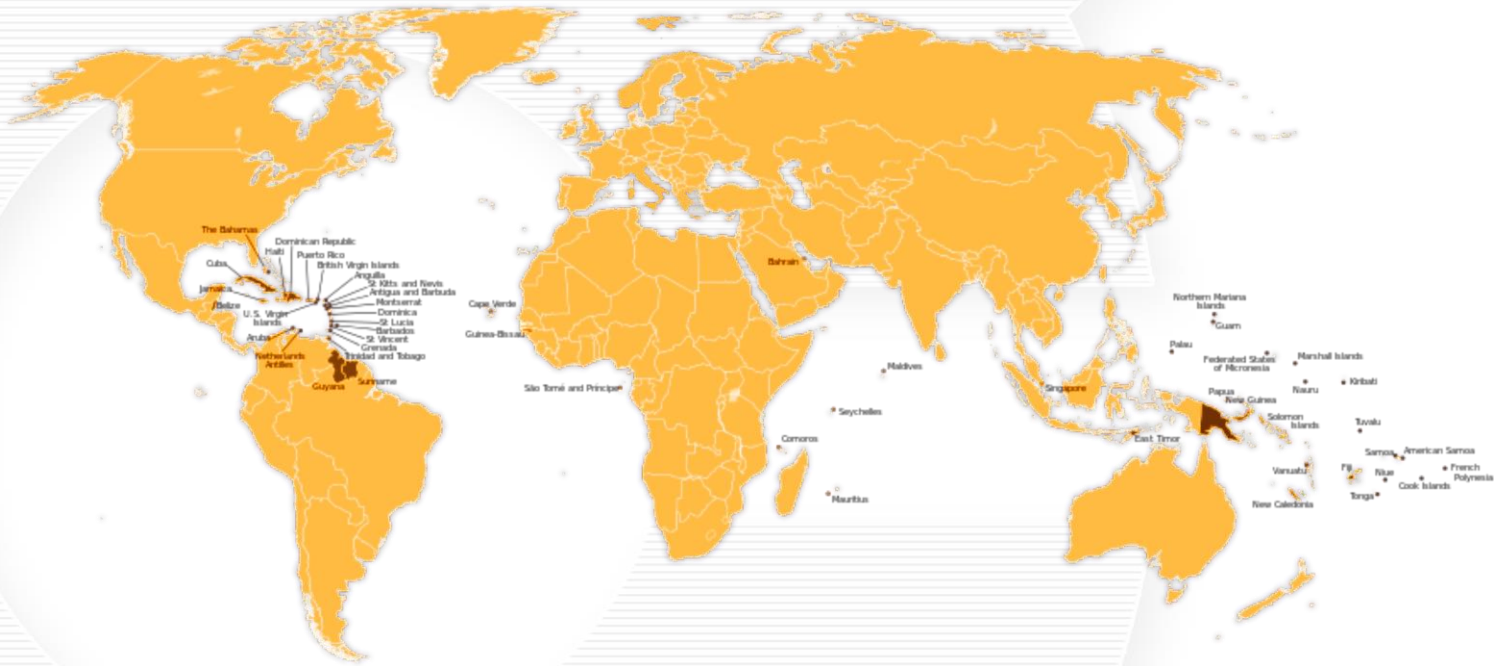 The Bahamas
Dominican Republic
Haiti
Puerto Rico
Cuba
British Virgin Islands
Anguilla
St Kitts and Nevis
Jamaica
Antigua and Barbuda
Belize
Montserrat
U.S. Virgin
Islands
Dominica
St Lucia
Barbados
Aruba
St Vincent
Grenada
Netherlands
Antilles
Trinidad and Tobago
Guyana
Suriname
Cape Verde
Guinea-Bissau
São Tomé and Príncipe
Bahrain
Maldives
Seychelles
Comoros
Mauritius
Singapore
East Timor
Northern Mariana
Islands
Guam
Palau
Federated States
of Micronesia
Marshall Islands
Nauru
Kiribati
Papua
New Guinea
Solomon
Islands
Tuvalu
Samoa
American Samoa
Vanuatu
Fiji
Niue
French
Polynesia
Cook Islands
Tonga
New Caledonia